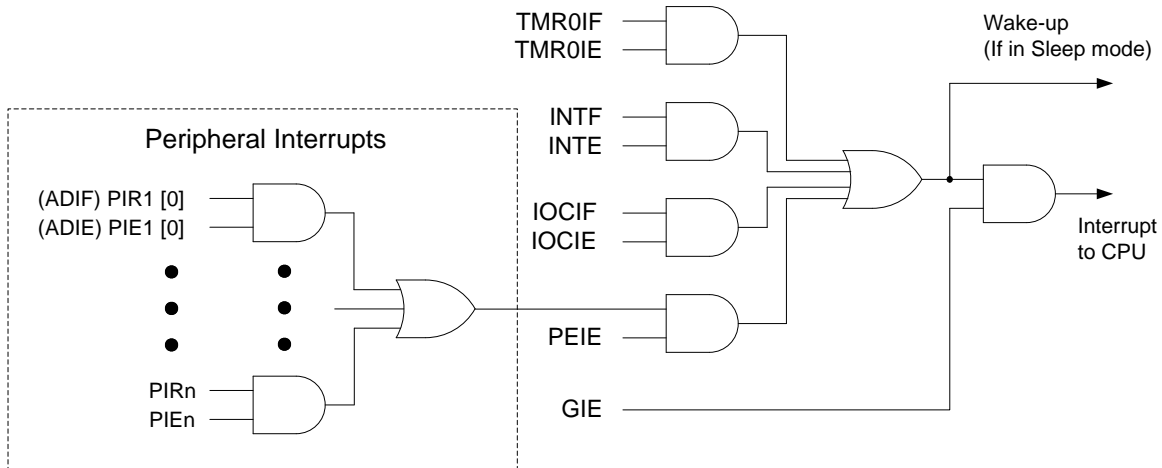 TMR0IF
TMR0IE
Wake-up
(If in Sleep mode)
INTF
INTE
Peripheral Interrupts
(ADIF) PIR1 [0]
(ADIE) PIE1 [0]
IOCIF
IOCIE
Interrupt
to CPU
PEIE
PIRn
PIEn
GIE